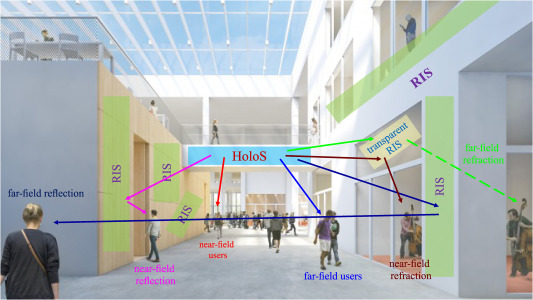 RIS
transparent
RIS
HoloS
far-field
refraction
RIS
RIS
RIS
far-field reflection
RIS
near-field
users
near-field
reflection
far-field users
near-field
refraction